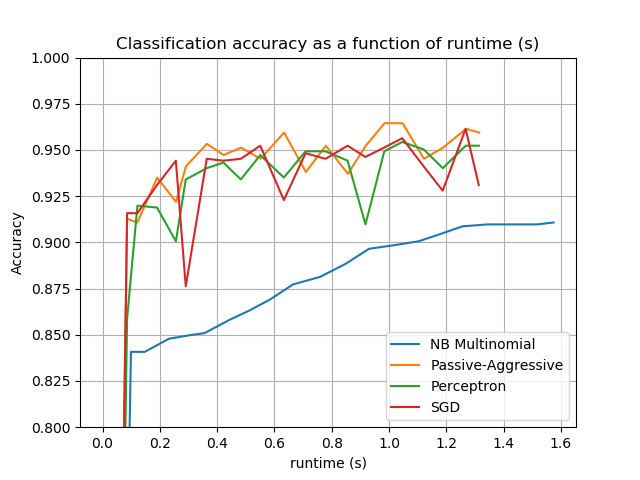 Classification accuracy as a function of runtime (s)
1.000
0.975
0.950
0.925
0.900
0.875
0.850
0.825
0.800
Accuracy
NB Multinomial
Passive-Aggressive
Perceptron
SGD
0.0 0.2 0.4 0.6 0.8 1.0 1.2 1.4 1.6
runtime (s)